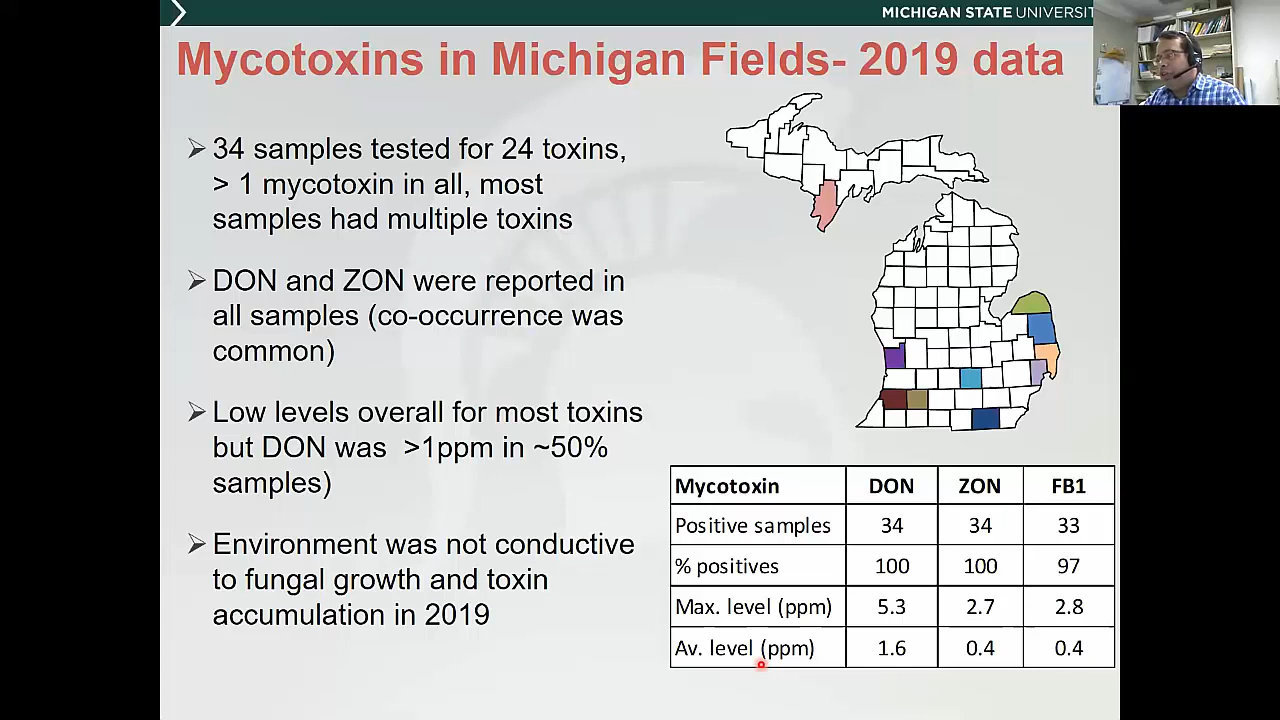 MICHIGAN STATE UNIVERSIT
Mycotoxins in Michigan Fields- 2019 data
34 samples tested for 24 toxins,
> 1 mycotoxin in all, most
samples had multiple toxins
DON and ZON were reported in
all samples (co-occurrence was
common)
Low levels overall for most toxins
but DON was >1ppm in ~50%
samples)
Environment was not conductive
to fungal growth and toxin
accumulation in 2019
Mycotoxin DON ZON FB1
Positive samples 34 34 33
% positives 100 100 97
Max. level (ppm) 5.3 2.7 2.8
Av. level (ppm) 1.6 0.4 0.4